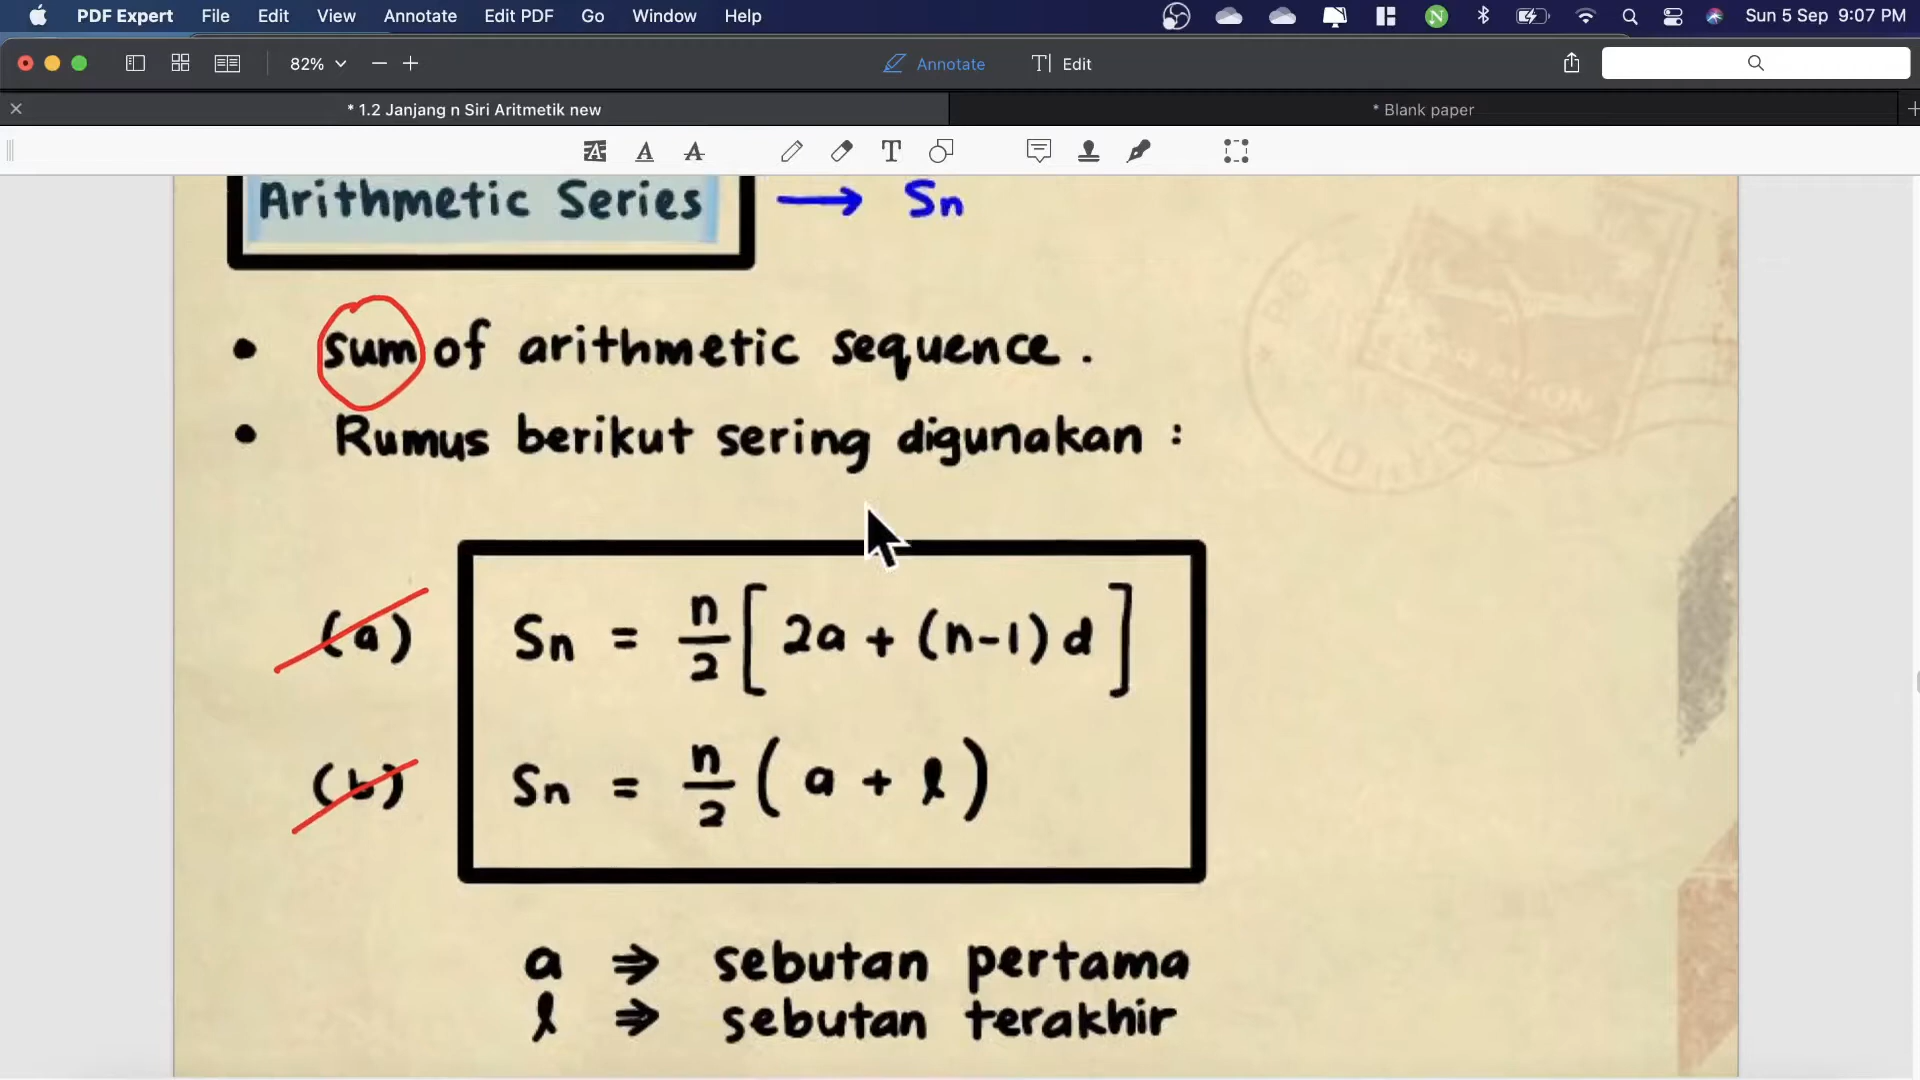 PDF Expert File Edit View Annotate Edit PDF Go Window Help Sun 5 Sep 9:07 PM
82% Annotate Edit
* 1.2 Janjang n Siri Aritmetik new * Blank paper
Arithmetic Series → Sn
• sum of arithmetic sequence .
• Rumus berikut sering digunakan :
(a) Sn = n/2 [ 2a + (n-1) d ]
(b) Sn = n/2 ( a + l )
a ⇒ sebutan pertama
l ⇒ sebutan terakhir